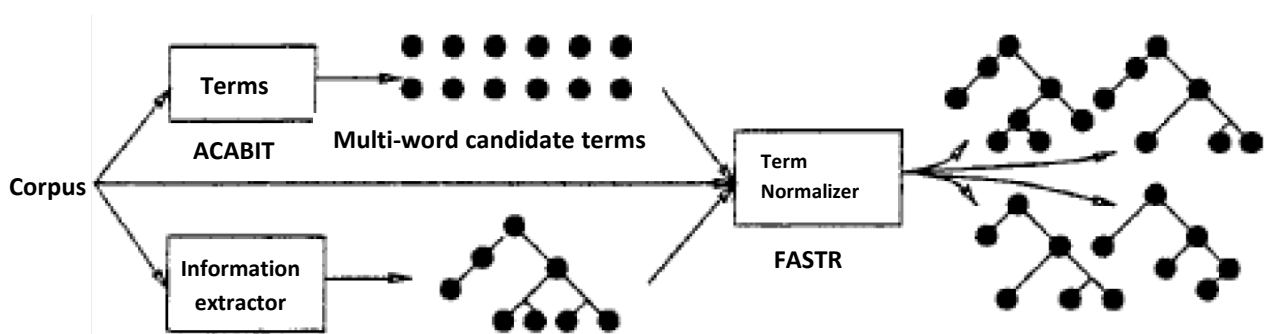 Terms
ACABIT
Multi-word candidate terms
Corpus
Term
Normalizer
FASTR
Information
extractor